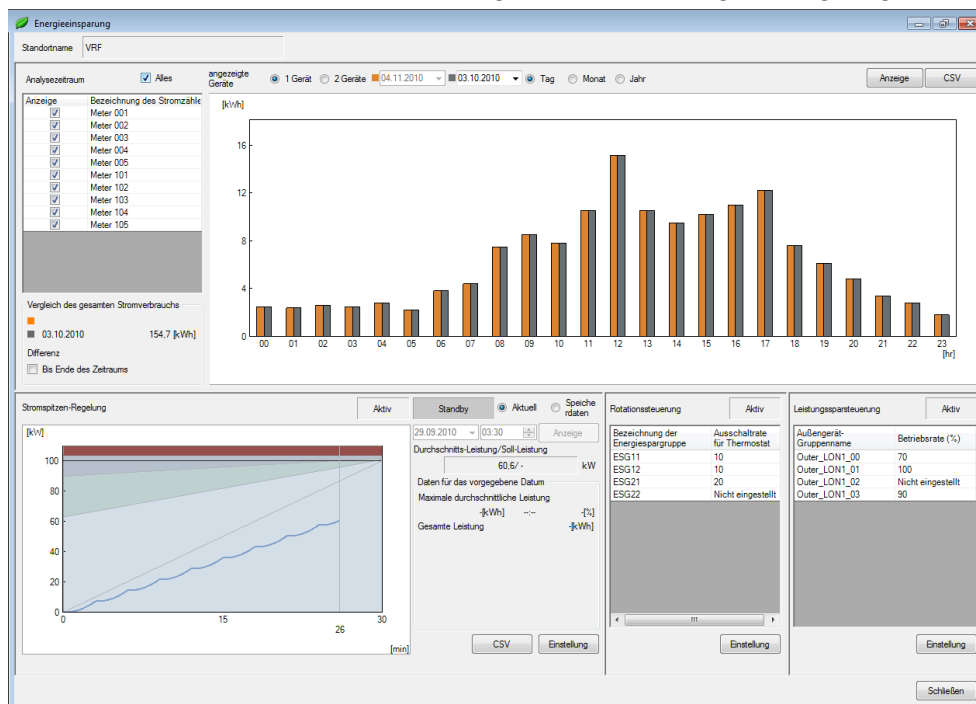 Energieeinsparung
Standortname VRF
Analysezeitraum Alles
angezeigte Geräte 1 Gerät 2 Geräte 04.11.2010 03.10.2010 Tag Monat Jahr Anzeige CSV
Anzeige Bezeichnung des Stromzähle
Meter 001
Meter 002
Meter 003
Meter 004
Meter 005
Meter 101
Meter 102
Meter 103
Meter 104
Meter 105
Vergleich des gesamten Stromverbrauchs
03.10.2010 154,7 [kWh]
Differenz
Bis Ende des Zeitraums
[kWh]
16
12
8
4
0
00 01 02 03 04 05 06 07 08 09 10 11 12 13 14 15 16 17 18 19 20 21 22 23
[hr]
Stromspitzen-Regelung Aktiv
[kW]
100
80
60
40
20
0
0 15 30
26
[min]
Standby Aktuell Speiche rdaten
29.09.2010 03:30 Anzeige
Durchschnitts-Leistung/Soll-Leistung
60,6/ - kW
Daten für das vorgegebene Datum
Maximale durchschnittliche Leistung
-[kWh] --:-- -[%]
Gesamte Leistung -[kWh]
CSV Einstellung
Rotationssteuerung Aktiv
Bezeichnung der Energiespargruppe Ausschaltrate für Thermostat
ESG11 10
ESG12 10
ESG21 20
ESG22 Nicht eingestellt
Einstellung
Leistungssparsteuerung Aktiv
Außengerät-Gruppenname Betriebsrate (%)
Outer_LON1_00 70
Outer_LON1_01 100
Outer_LON1_02 Nicht eingestellt
Outer_LON1_03 90
Einstellung
Schließen